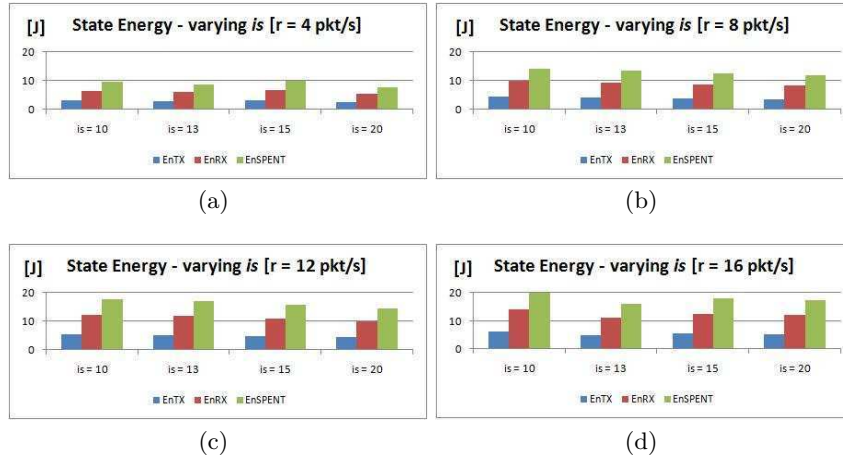 [J] State Energy - varying is [r = 4 pkt/s]
20
10
0
is = 10 is = 13 is = 15 is = 20
EnTX EnRX EnSPENT
(a)
[J] State Energy - varying is [r = 8 pkt/s]
20
10
0
is = 10 is = 13 is = 15 is = 20
EnTX EnRX EnSPENT
(b)
[J] State Energy - varying is [r = 12 pkt/s]
20
10
0
is = 10 is = 13 is = 15 is = 20
EnTX EnRX EnSPENT
(c)
[J] State Energy - varying is [r = 16 pkt/s]
20
10
0
is = 10 is = 13 is = 15 is = 20
EnTX EnRX EnSPENT
(d)